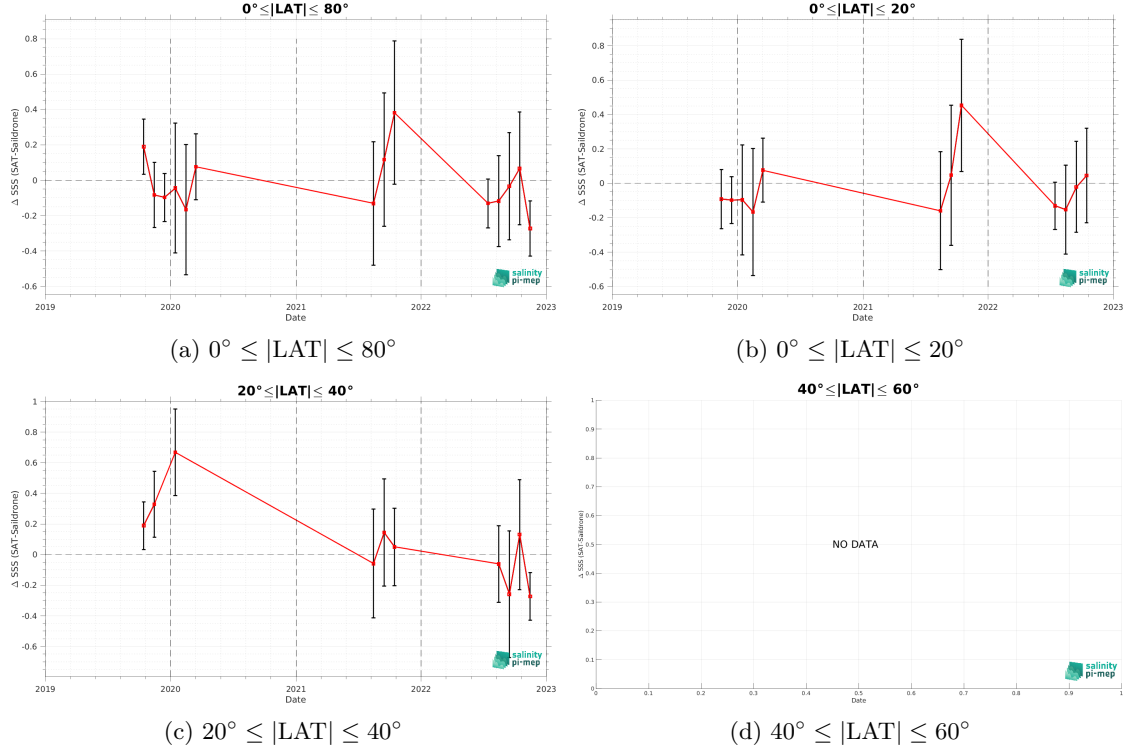 0°≤|LAT|≤ 80°
Δ SSS (SAT-Saildrone)
0.8
0.6
0.4
0.2
0
-0.2
-0.4
-0.6
2019 2020 2021 2022 2023
Date
salinity
pi-mep
(a) 0° ≤ |LAT| ≤ 80°
0°≤|LAT|≤ 20°
Δ SSS (SAT-Saildrone)
0.8
0.6
0.4
0.2
0
-0.2
-0.4
-0.6
2019 2020 2021 2022 2023
Date
salinity
pi-mep
(b) 0° ≤ |LAT| ≤ 20°
20°≤|LAT|≤ 40°
Δ SSS (SAT-Saildrone)
1
0.8
0.6
0.4
0.2
0
-0.2
-0.4
-0.6
2019 2020 2021 2022 2023
Date
salinity
pi-mep
(c) 20° ≤ |LAT| ≤ 40°
40°≤|LAT|≤ 60°
Δ SSS (SAT-Saildrone)
1
0.9
0.8
0.7
0.6
0.5
0.4
0.3
0.2
0.1
0
NO DATA
0 0.1 0.2 0.3 0.4 0.5 0.6 0.7 0.8 0.9 1
Date
salinity
pi-mep
(d) 40° ≤ |LAT| ≤ 60°